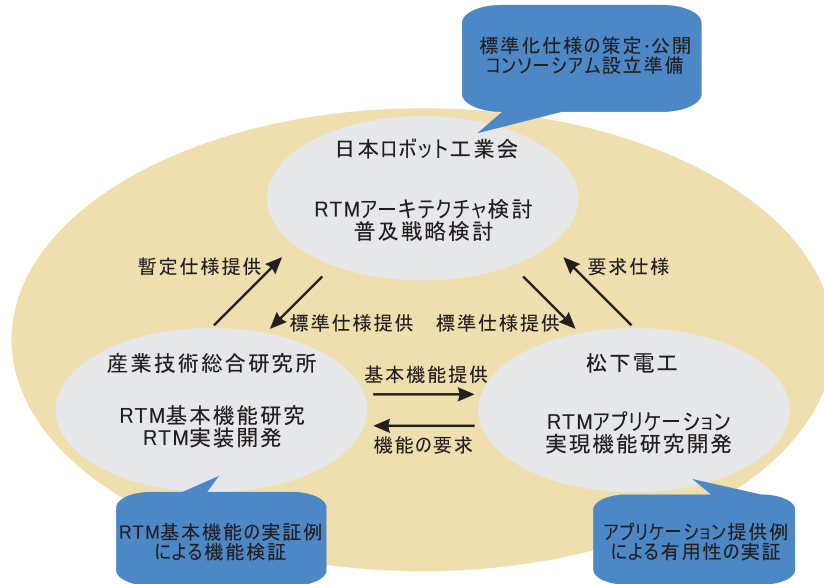 標準化仕様の策定・公開
コンソーシアム設立準備
日本ロボット工業会
RTMアーキテクチャ検討
普及戦略検討
暫定仕様提供
要求仕様
標準仕様提供
標準仕様提供
産業技術総合研究所
基本機能提供
松下電工
RTM基本機能研究
RTM実装開発
機能の要求
RTMアプリケーション
実現機能研究開発
RTM基本機能の実証例
による機能検証
アプリケーション提供例
による有用性の実証